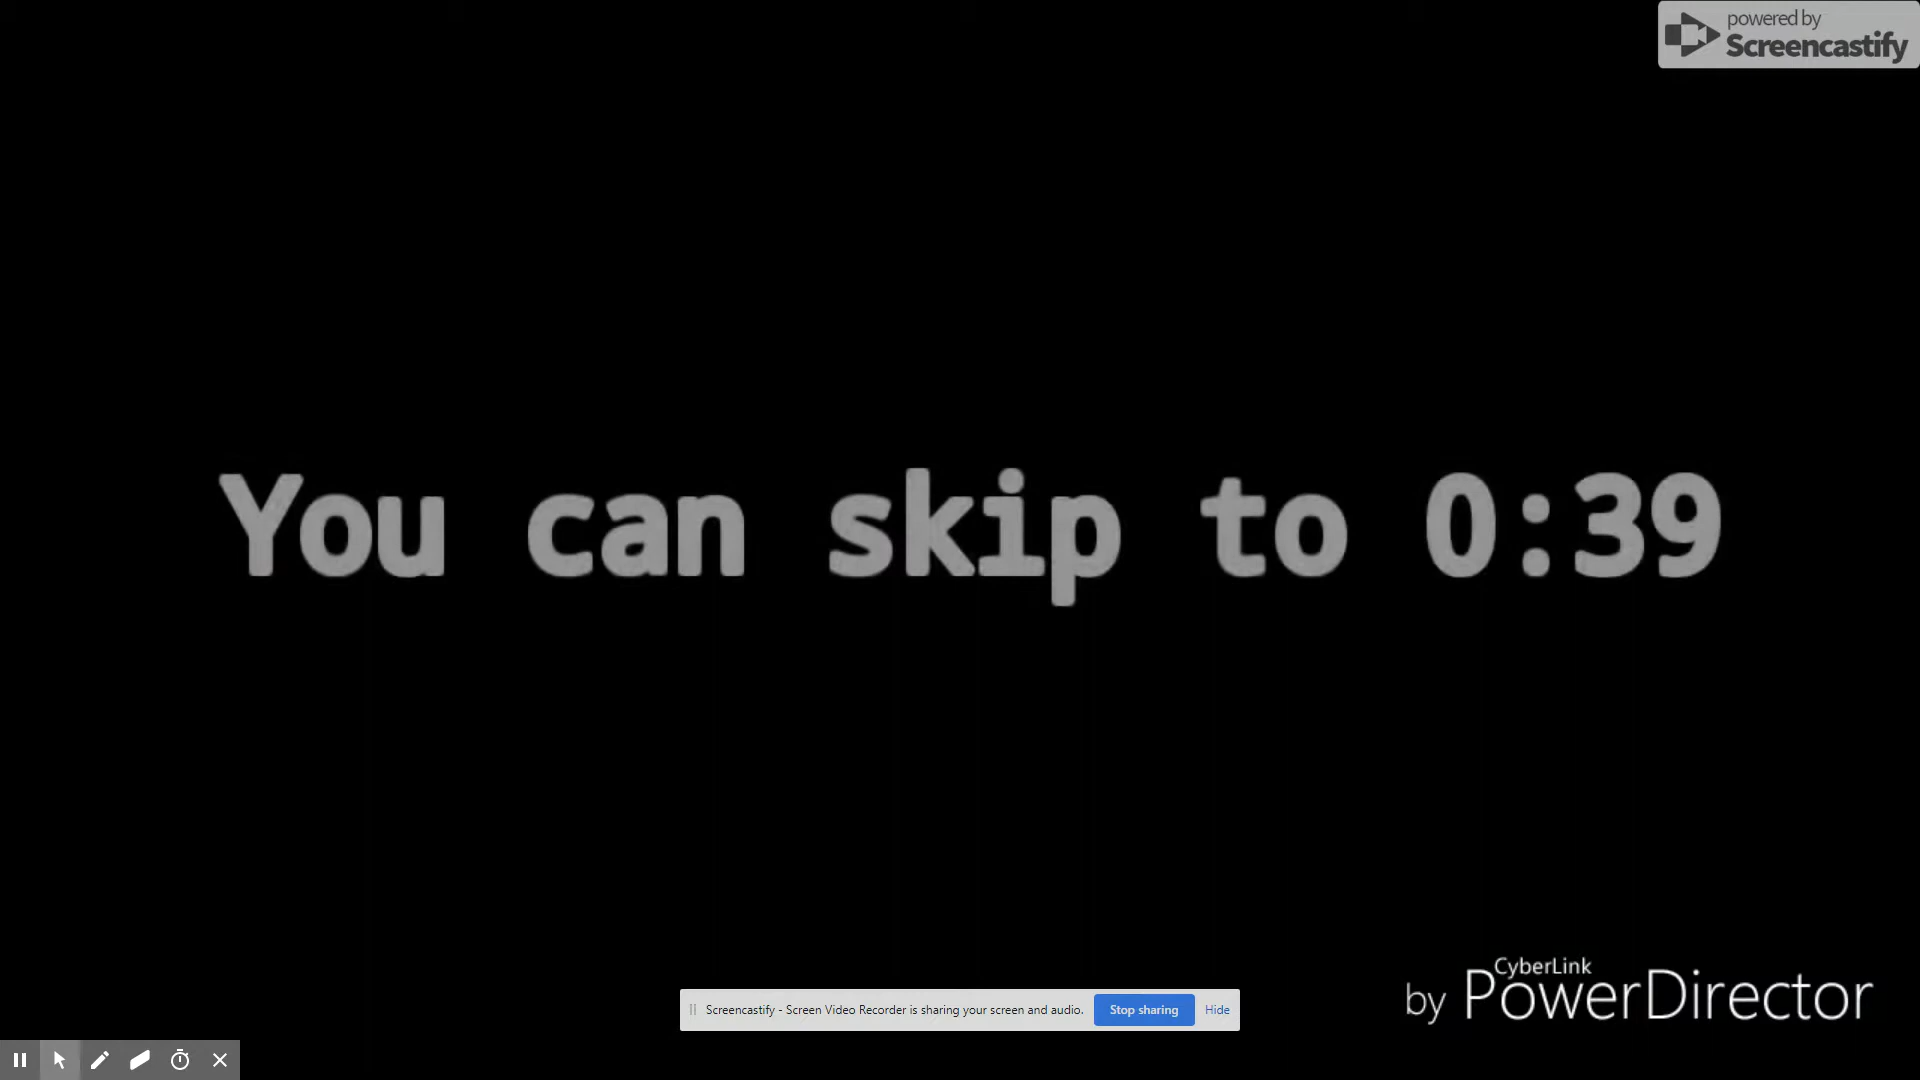 powered by
Screencastify
You can skip to 0:39
CyberLink
by PowerDirector
Screencastify - Screen Video Recorder is sharing your screen and audio. Stop sharing Hide